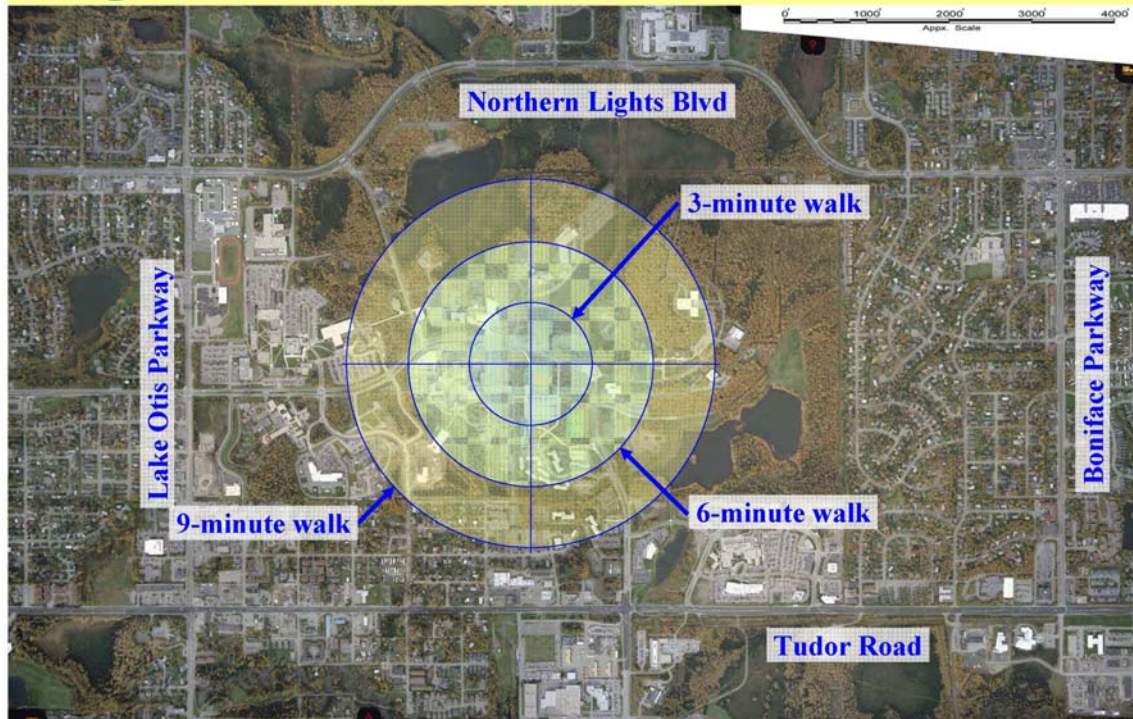 0' 1000' 2000' 3000' 4000'
Appx. Scale
Northern Lights Blvd
3-minute walk
Lake Otis Parkway
Boniface Parkway
9-minute walk
6-minute walk
Tudor Road